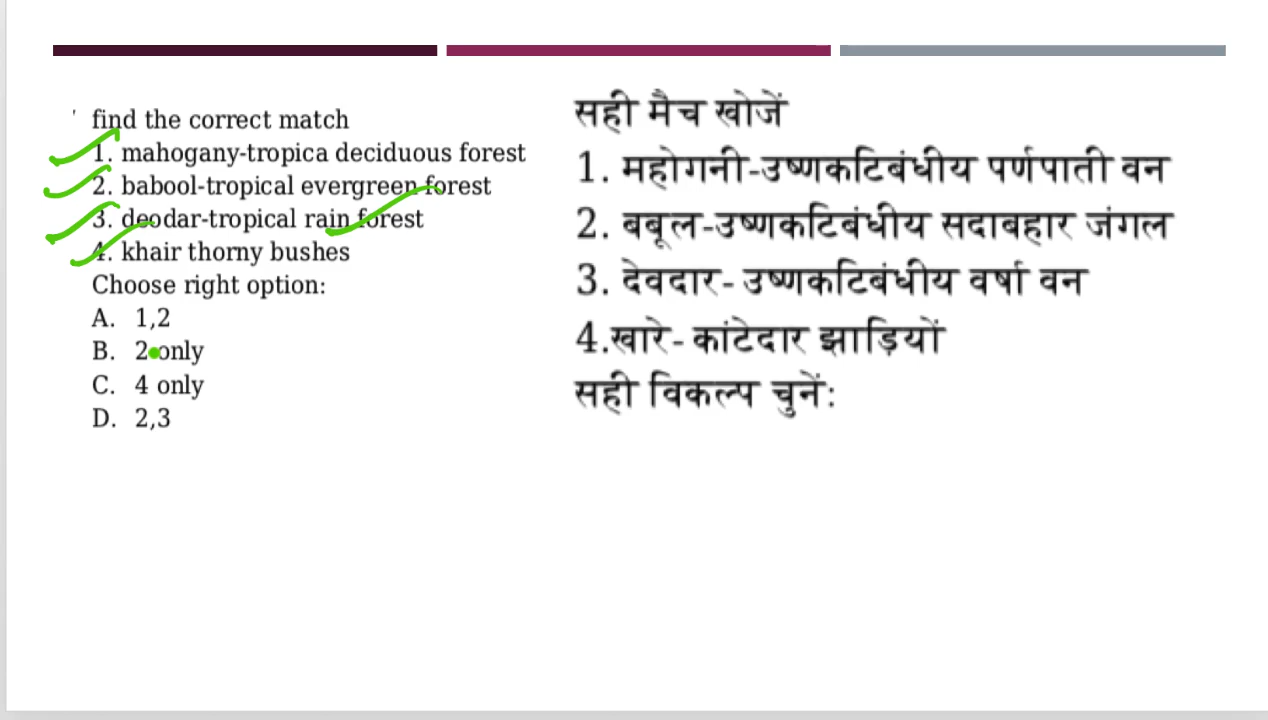 find the correct match
1. mahogany-tropica deciduous forest
2. babool-tropical evergreen forest
3. deodar-tropical rain forest
4. khair thorny bushes
Choose right option:
A. 1,2
B. 2 only
C. 4 only
D. 2,3
सही मैच खोजें
1. महोगनी-उष्णकटिबंधीय पर्णपाती वन
2. बबूल-उष्णकटिबंधीय सदाबहार जंगल
3. देवदार- उष्णकटिबंधीय वर्षा वन
4.खारे- कांटेदार झाड़ियों
सही विकल्प चुनें: